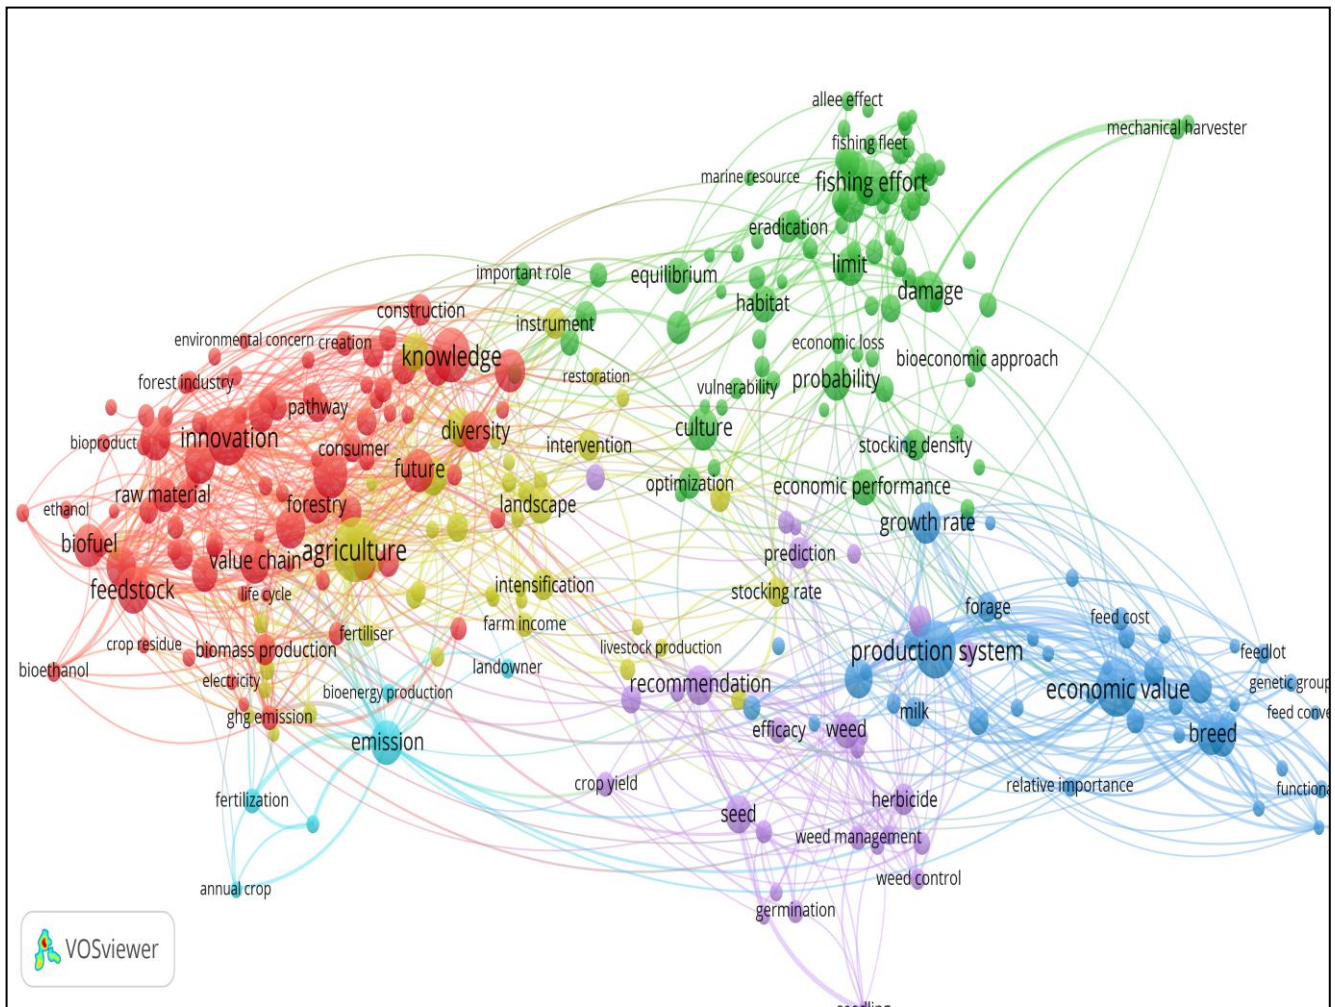 allee effect
mechanical harvester
fishing fleet
marine resource
fishing effort
eradication
important role
equilibrium
limit
habitat
damage
construction
instrument
environmental concern
creation
knowledge
economic loss
bioeconomic approach
forest industry
restoration
vulnerability
probability
pathway
bioproduct
innovation
consumer
diversity
intervention
culture
stocking density
raw material
future
optimization
economic performance
ethanol
forestry
landscape
growth rate
biofuel
value chain
agriculture
prediction
feedstock
life cycle
intensification
stocking rate
forage
feed cost
crop residue
biomass production
fertiliser
farm income
livestock production
production system
feedlot
bioethanol
electricity
bioenergy production
landowner
recommendation
economic value
genetic group
ghg emission
milk
feed conve
emission
efficacy
weed
breed
fertilization
crop yield
herbicide
relative importance
functiona
seed
weed management
annual crop
weed control
germination
VOSviewer